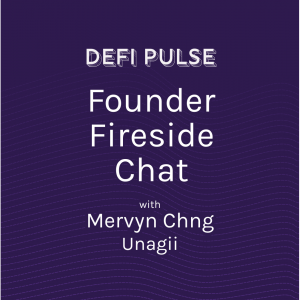 DEFI PULSE
Founder
Fireside
Chat
with
Mervyn Chng
Unagii